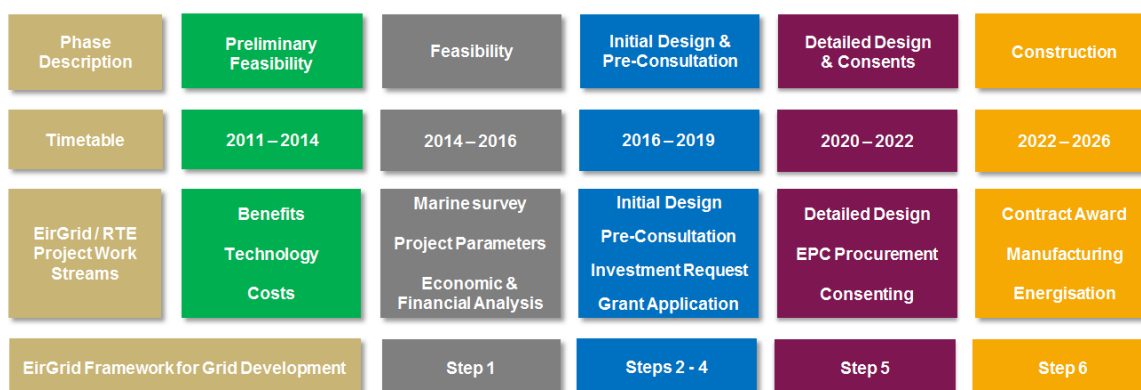 Phase
Description
Preliminary
Feasibility
Feasibility
Initial Design &
Pre-Consultation
Detailed Design
& Consents
Construction
Timetable
2011 – 2014
2014 – 2016
2016 – 2019
2020 – 2022
2022 – 2026
EirGrid / RTE
Project Work
Streams
Benefits
Technology
Costs
Marine survey
Project Parameters
Economic &
Financial Analysis
Initial Design
Pre-Consultation
Investment Request
Grant Application
Detailed Design
EPC Procurement
Consenting
Contract Award
Manufacturing
Energisation
EirGrid Framework for Grid Development
Step 1
Steps 2 - 4
Step 5
Step 6